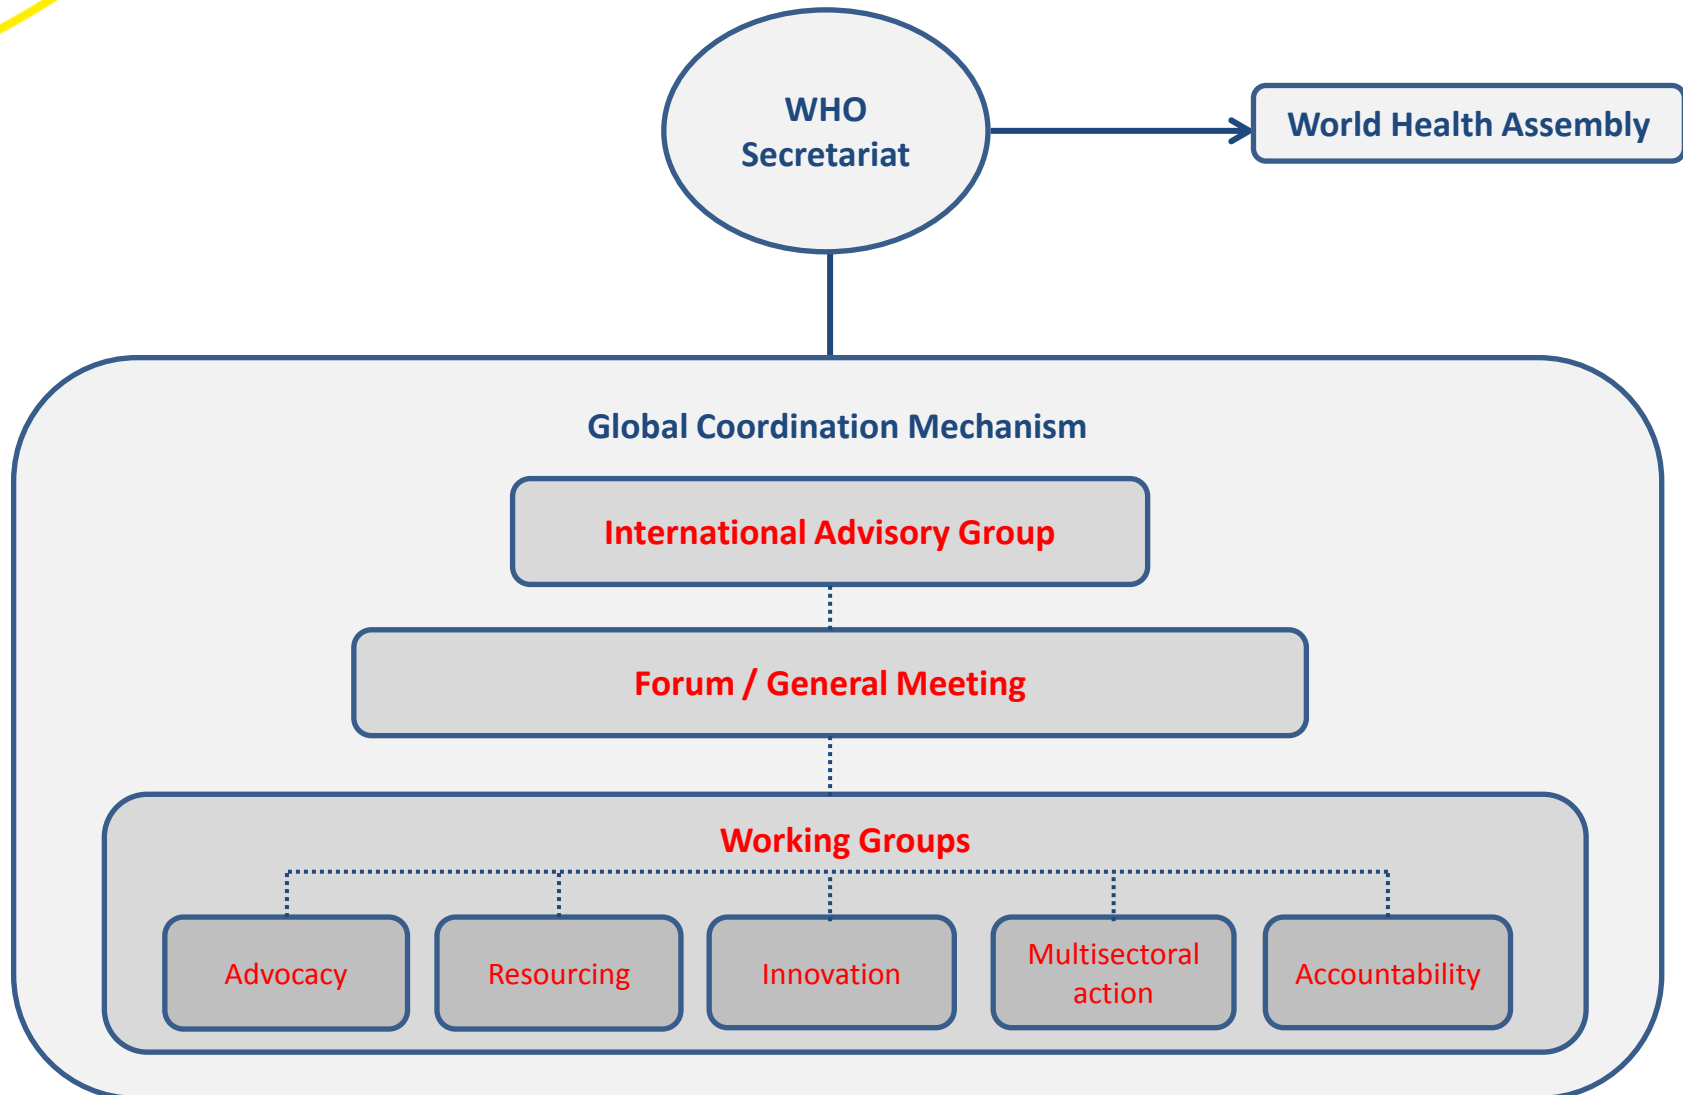 WHO
Secretariat
World Health Assembly
Global Coordination Mechanism
International Advisory Group
Forum / General Meeting
Working Groups
Advocacy
Resourcing
Innovation
Multisectoral
action
Accountability